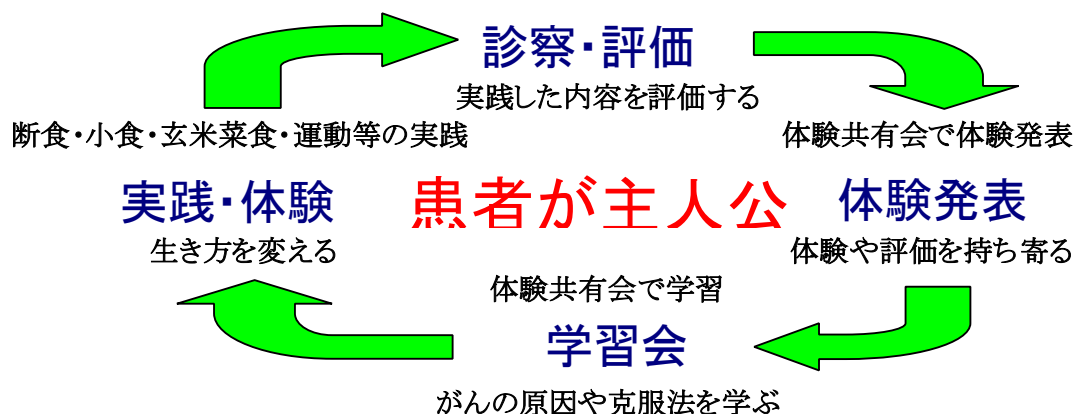 診察・評価
実践した内容を評価する
断食・小食・玄米菜食・運動等の実践
体験共有会で体験発表
実践・体験
患者が主人公
体験発表
生き方を変える
体験や評価を持ち寄る
体験共有会で学習
学習会
がんの原因や克服法を学ぶ